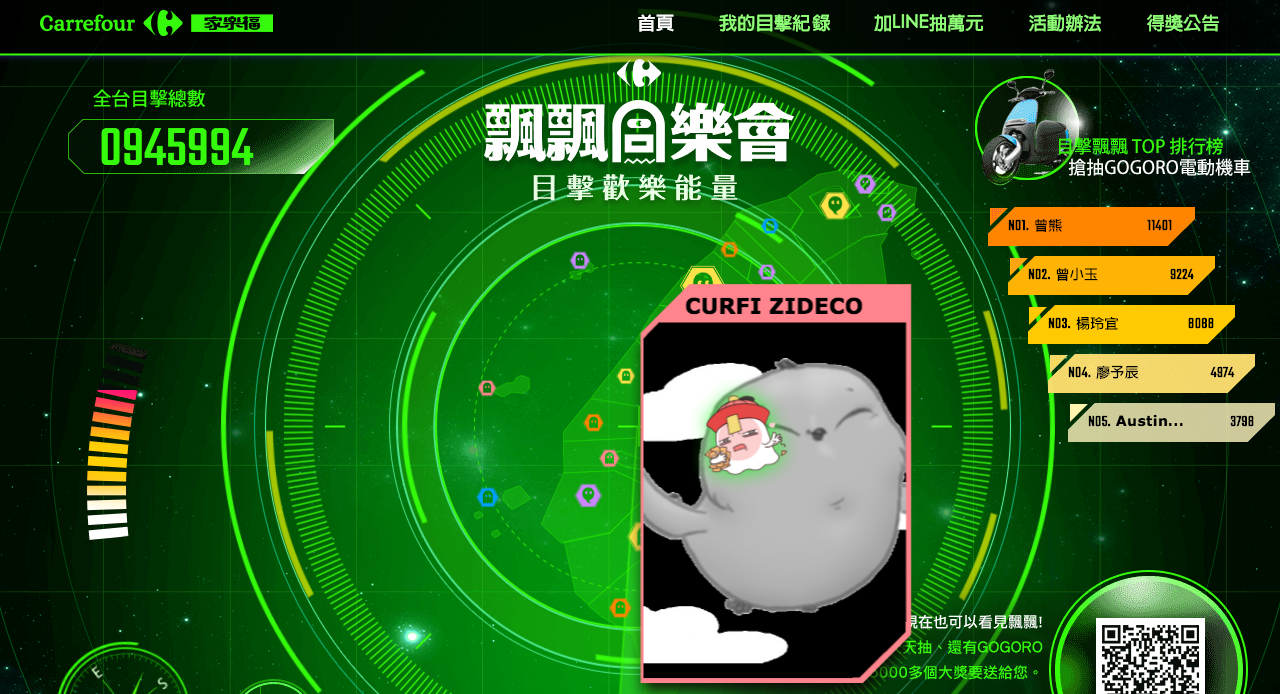 Carrefour 家樂福
首頁
我的目擊紀錄
加LINE抽萬元
活動辦法
得獎公告
全台目擊總數
0945994
飄飄同樂會
目擊歡樂能量
目擊飄飄 TOP 排行榜
搶抽GOGORO電動機車
NO1. 曾熊 11401
NO2. 曾小玉 9224
NO3. 楊玲宜 8088
NO4. 廖予辰 4974
NO5. Austin... 3798
CURFI ZIDECO
現在也可以看見飄飄!
天抽、還有GOGORO
000多個大獎要送給您。
E
S